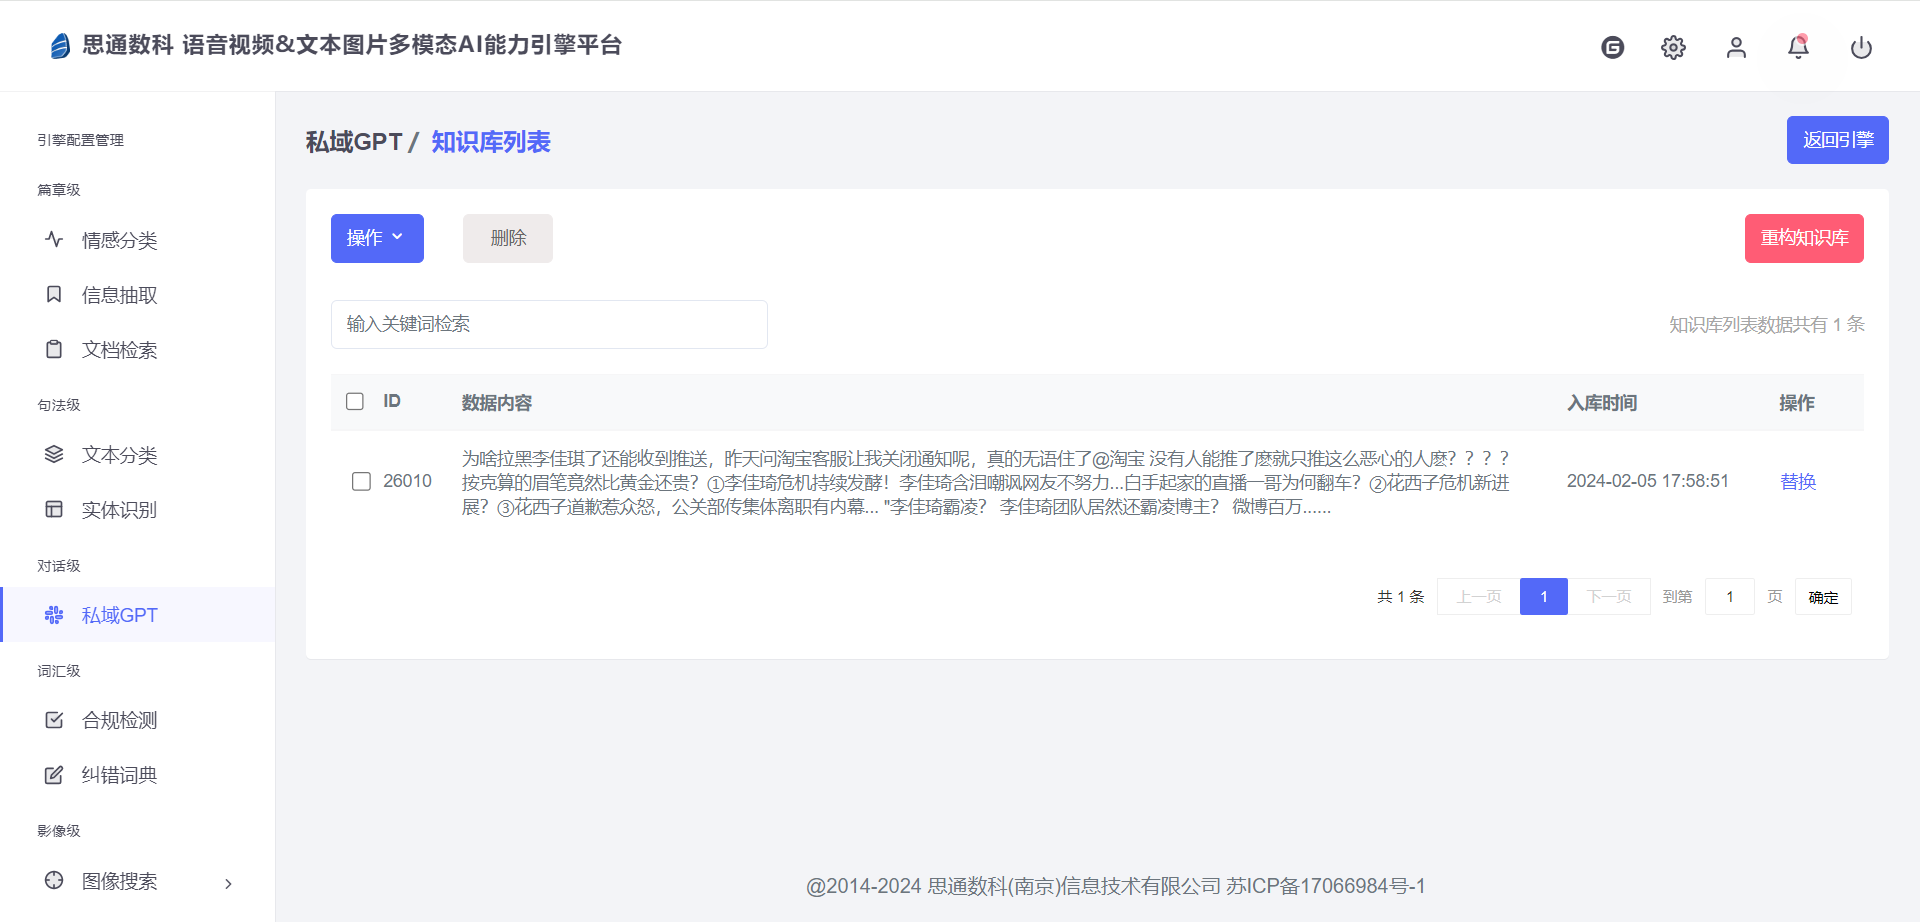 思通数科 语音视频&文本图片多模态AI能力引擎平台
引擎配置管理
篇章级
情感分类
信息抽取
文档检索
句法级
文本分类
实体识别
对话级
私域GPT
词汇级
合规检测
纠错词典
影像级
图像搜索
私域GPT / 知识库列表
返回引擎
操作
删除
重构知识库
输入关键词检索
知识库列表数据共有 1 条
ID 数据内容 入库时间 操作
为啥拉黑李佳琪了还能收到推送，昨天问淘宝客服让我关闭通知呢，真的无语住了@淘宝 没有人能推了麽就只推这么恶心的人麽？？？？
26010 按克算的眉笔竟然比黄金还贵？①李佳琦危机持续发酵！李佳琦含泪嘲讽网友不努力...白手起家的直播一哥为何翻车？②花西子危机新进 2024-02-05 17:58:51 替换
展？③花西子道歉惹众怒，公关部传集体离职有内幕... "李佳琦霸凌？ 李佳琦团队居然还霸凌博主？ 微博百万......
共 1 条 上一页 1 下一页 到第 1 页 确定
@2014-2024 思通数科(南京)信息技术有限公司 苏ICP备17066984号-1